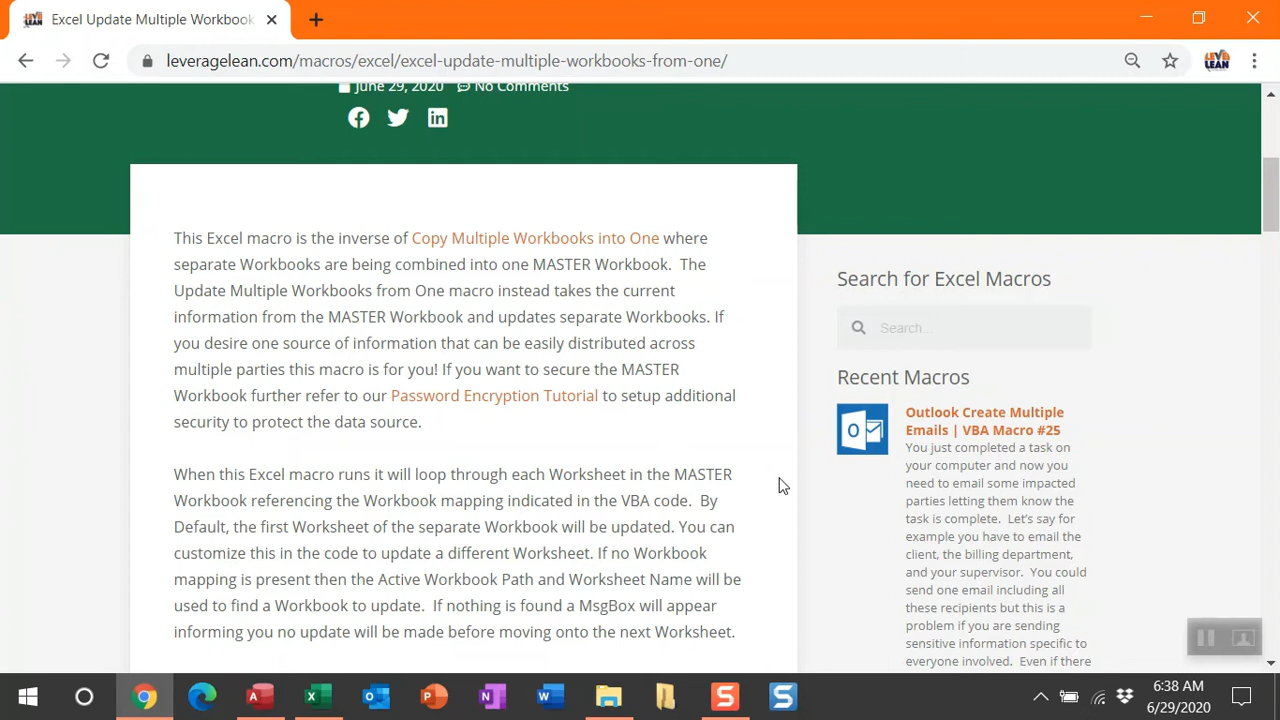 Excel Update Multiple Workbook
leveragelean.com/macros/excel/excel-update-multiple-workbooks-from-one/
June 29, 2020 No Comments
This Excel macro is the inverse of Copy Multiple Workbooks into One where
separate Workbooks are being combined into one MASTER Workbook. The
Update Multiple Workbooks from One macro instead takes the current
information from the MASTER Workbook and updates separate Workbooks. If
you desire one source of information that can be easily distributed across
multiple parties this macro is for you! If you want to secure the MASTER
Workbook further refer to our Password Encryption Tutorial to setup additional
security to protect the data source.
When this Excel macro runs it will loop through each Worksheet in the MASTER
Workbook referencing the Workbook mapping indicated in the VBA code. By
Default, the first Worksheet of the separate Workbook will be updated. You can
customize this in the code to update a different Worksheet. If no Workbook
mapping is present then the Active Workbook Path and Worksheet Name will be
used to find a Workbook to update. If nothing is found a MsgBox will appear
informing you no update will be made before moving onto the next Worksheet.
Search for Excel Macros
Search...
Recent Macros
Outlook Create Multiple
Emails | VBA Macro #25
You just completed a task on
your computer and now you
need to email some impacted
parties letting them know the
task is complete. Let's say for
example you have to email the
client, the billing department,
and your supervisor. You could
send one email including all
these recipients but this is a
problem if you are sending
sensitive information specific to
everyone involved. Even if there
6:38 AM
6/29/2020